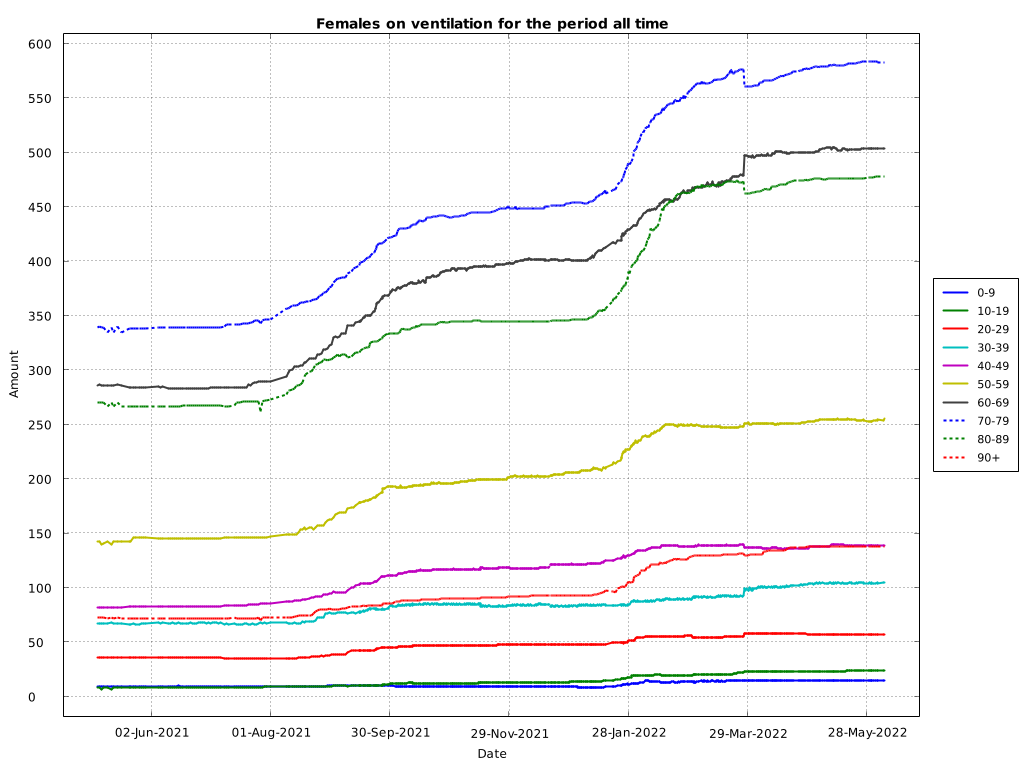 Females on ventilation for the period all time
600
550
500
450
400
350
300
250
200
150
100
50
0
Amount
02-Jun-2021
01-Aug-2021
30-Sep-2021
29-Nov-2021
28-Jan-2022
29-Mar-2022
28-May-2022
Date
0-9
10-19
20-29
30-39
40-49
50-59
60-69
70-79
80-89
90+